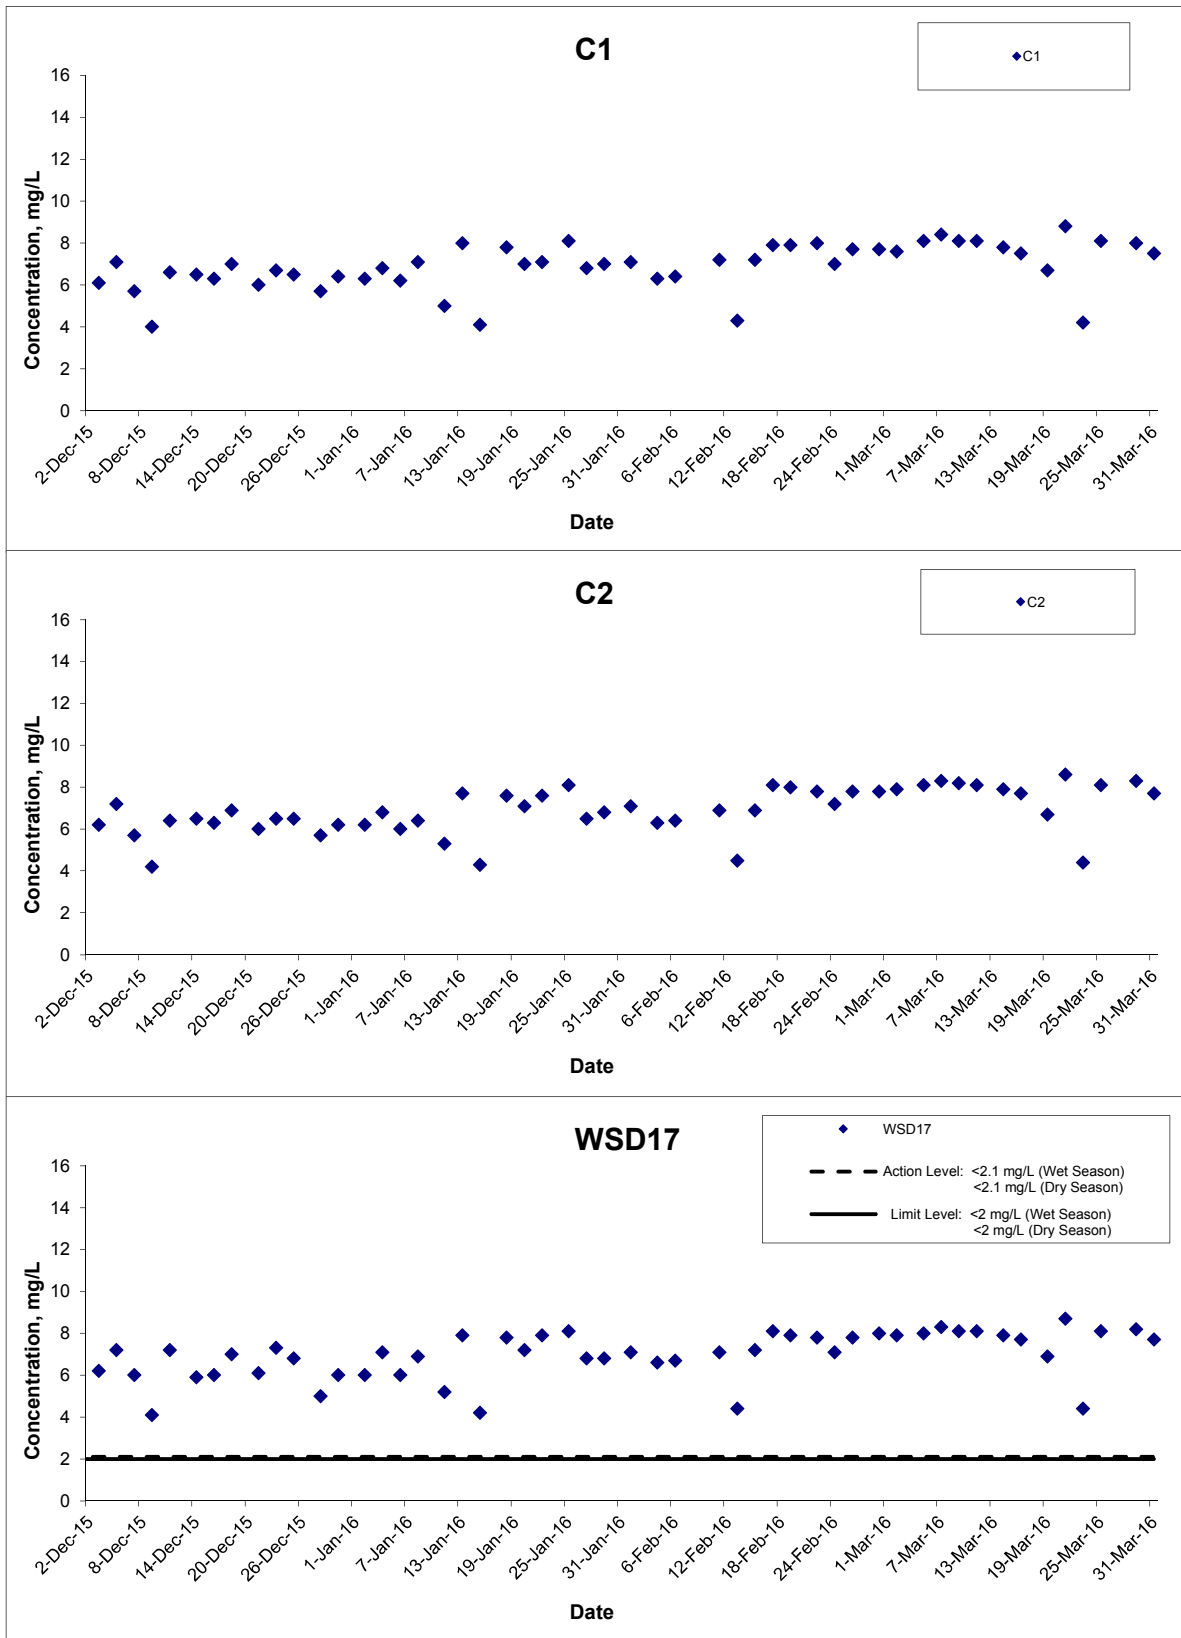 C1
C1
16
14
12
10
8
6
4
2
0
Concentration, mg/L
2-Dec-15
8-Dec-15
14-Dec-15
20-Dec-15
26-Dec-15
1-Jan-16
7-Jan-16
13-Jan-16
19-Jan-16
25-Jan-16
31-Jan-16
6-Feb-16
12-Feb-16
18-Feb-16
24-Feb-16
1-Mar-16
7-Mar-16
13-Mar-16
19-Mar-16
25-Mar-16
31-Mar-16
Date
C2
C2
16
14
12
10
8
6
4
2
0
Concentration, mg/L
2-Dec-15
8-Dec-15
14-Dec-15
20-Dec-15
26-Dec-15
1-Jan-16
7-Jan-16
13-Jan-16
19-Jan-16
25-Jan-16
31-Jan-16
6-Feb-16
12-Feb-16
18-Feb-16
24-Feb-16
1-Mar-16
7-Mar-16
13-Mar-16
19-Mar-16
25-Mar-16
31-Mar-16
Date
WSD17
WSD17
Action Level: <2.1 mg/L (Wet Season)
<2.1 mg/L (Dry Season)
Limit Level: <2 mg/L (Wet Season)
<2 mg/L (Dry Season)
16
14
12
10
8
6
4
2
0
Concentration, mg/L
2-Dec-15
8-Dec-15
14-Dec-15
20-Dec-15
26-Dec-15
1-Jan-16
7-Jan-16
13-Jan-16
19-Jan-16
25-Jan-16
31-Jan-16
6-Feb-16
12-Feb-16
18-Feb-16
24-Feb-16
1-Mar-16
7-Mar-16
13-Mar-16
19-Mar-16
25-Mar-16
31-Mar-16
Date